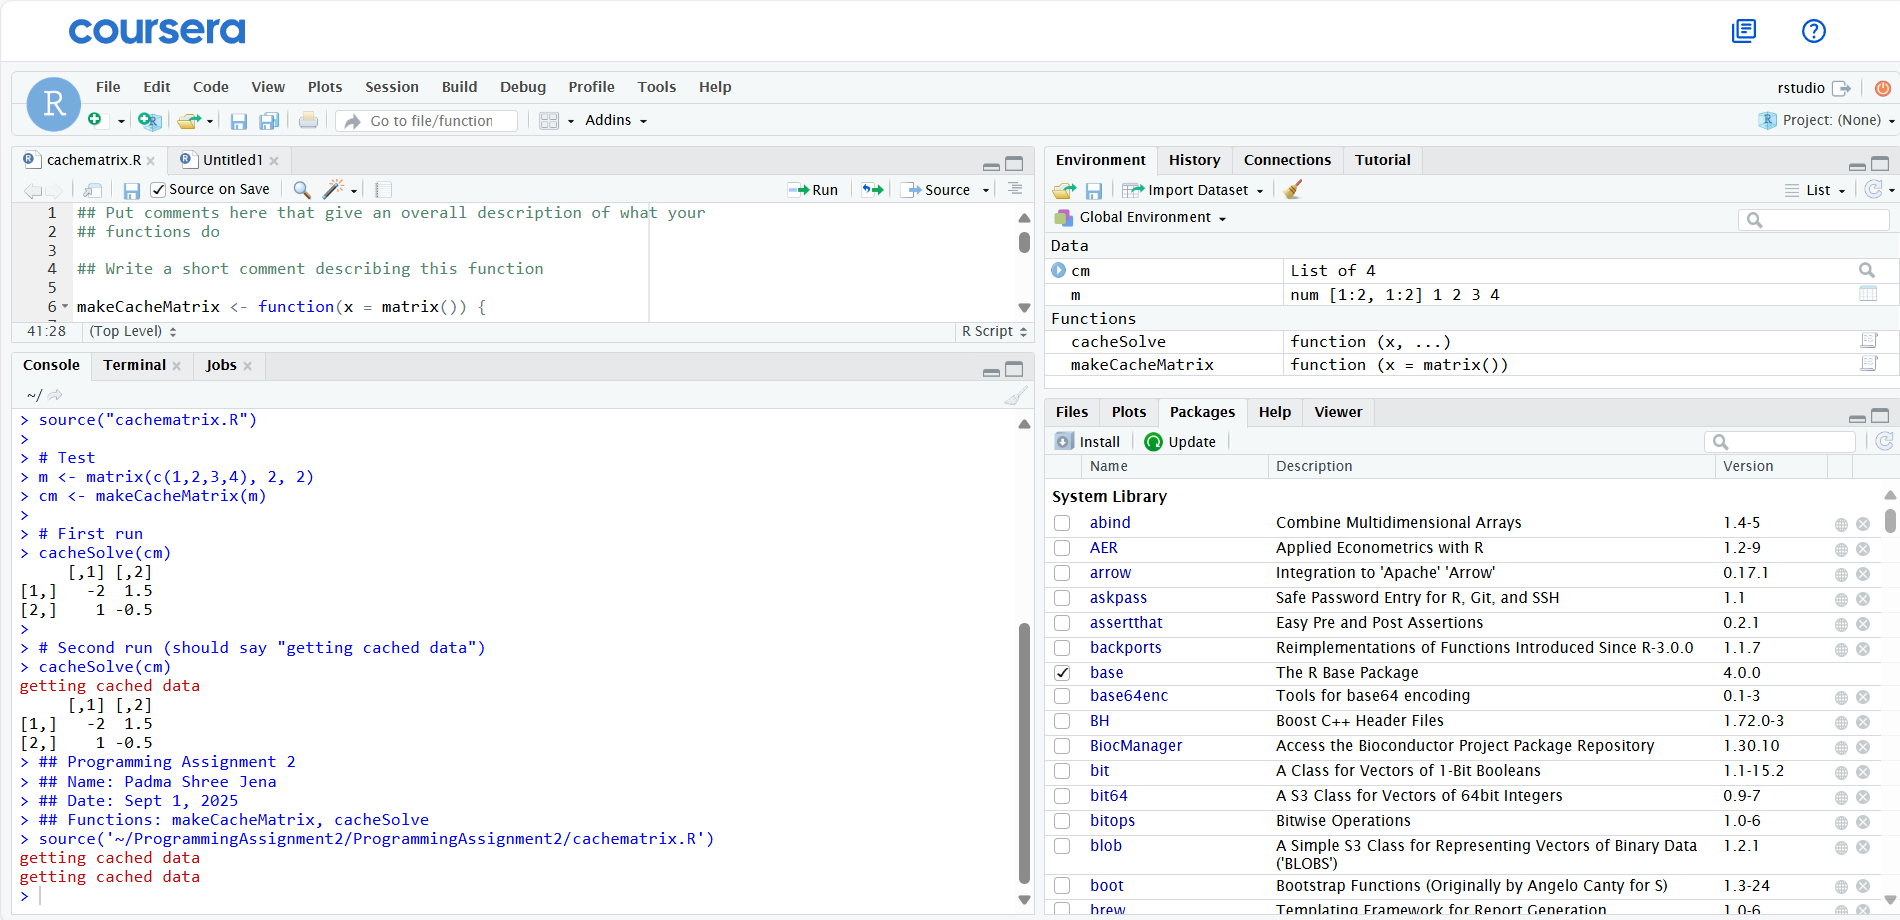 coursera
File Edit Code View Plots Session Build Debug Profile Tools Help
rstudio
R
Go to file/function
Addins
Project: (None)
cachematrix.R
Untitled1
Source on Save
Run
Source
1 ## Put comments here that give an overall description of what your
2 ## functions do
3
4 ## Write a short comment describing this function
5
6 makeCacheMatrix <- function(x = matrix()) {
41:28 (Top Level) R Script
Console Terminal Jobs
~/
> source("cachematrix.R")
>
> # Test
> m <- matrix(c(1,2,3,4), 2, 2)
> cm <- makeCacheMatrix(m)
>
> # First run
> cacheSolve(cm)
     [,1] [,2]
[1,]   -2  1.5
[2,]    1 -0.5
>
> # Second run (should say "getting cached data")
> cacheSolve(cm)
getting cached data
     [,1] [,2]
[1,]   -2  1.5
[2,]    1 -0.5
> ## Programming Assignment 2
> ## Name: Padma Shree Jena
> ## Date: Sept 1, 2025
> ## Functions: makeCacheMatrix, cacheSolve
> source('~/ProgrammingAssignment2/ProgrammingAssignment2/cachematrix.R')
getting cached data
getting cached data
>
Environment History Connections Tutorial
Import Dataset
List
Global Environment
Data
cm List of 4
m num [1:2, 1:2] 1 2 3 4
Functions
cacheSolve function (x, ...)
makeCacheMatrix function (x = matrix())
Files Plots Packages Help Viewer
Install Update
Name Description Version
System Library
abind Combine Multidimensional Arrays 1.4-5
AER Applied Econometrics with R 1.2-9
arrow Integration to 'Apache' 'Arrow' 0.17.1
askpass Safe Password Entry for R, Git, and SSH 1.1
assertthat Easy Pre and Post Assertions 0.2.1
backports Reimplementations of Functions Introduced Since R-3.0.0 1.1.7
base The R Base Package 4.0.0
base64enc Tools for base64 encoding 0.1-3
BH Boost C++ Header Files 1.72.0-3
BiocManager Access the Bioconductor Project Package Repository 1.30.10
bit A Class for Vectors of 1-Bit Booleans 1.1-15.2
bit64 A S3 Class for Vectors of 64bit Integers 0.9-7
bitops Bitwise Operations 1.0-6
blob A Simple S3 Class for Representing Vectors of Binary Data 1.2.1
('BLOBS')
boot Bootstrap Functions (Originally by Angelo Canty for S) 1.3-24
brew Templating Framework for Report Generation 1.0-6